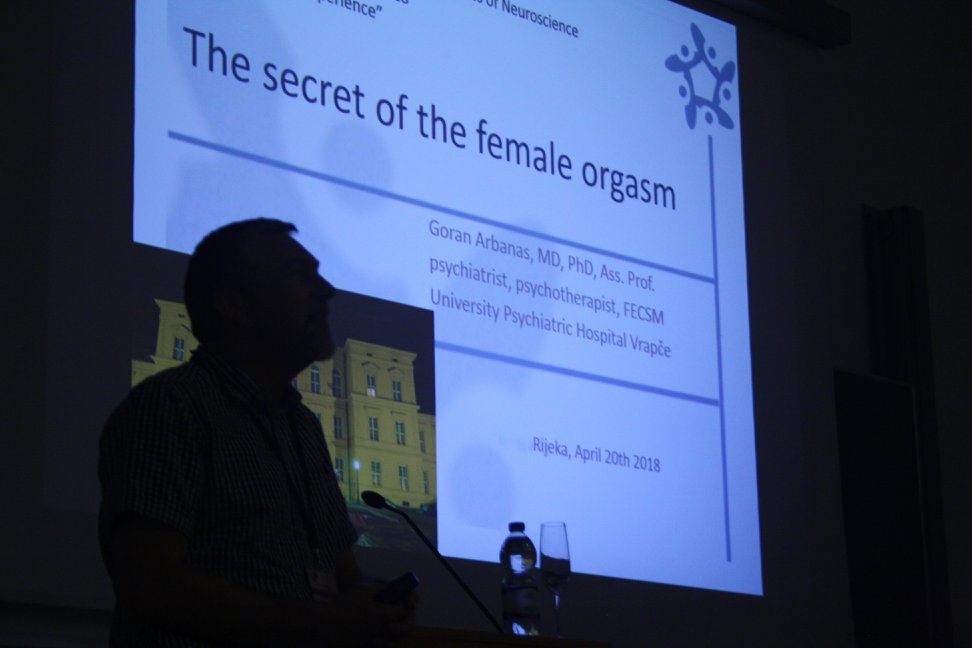 of Neuroscience
The secret of the female orgasm
Goran Arbanas, MD, PhD, Ass. Prof.
psychiatrist, psychotherapist, FECSM
University Psychiatric Hospital Vrapče
Rijeka, April 20th 2018